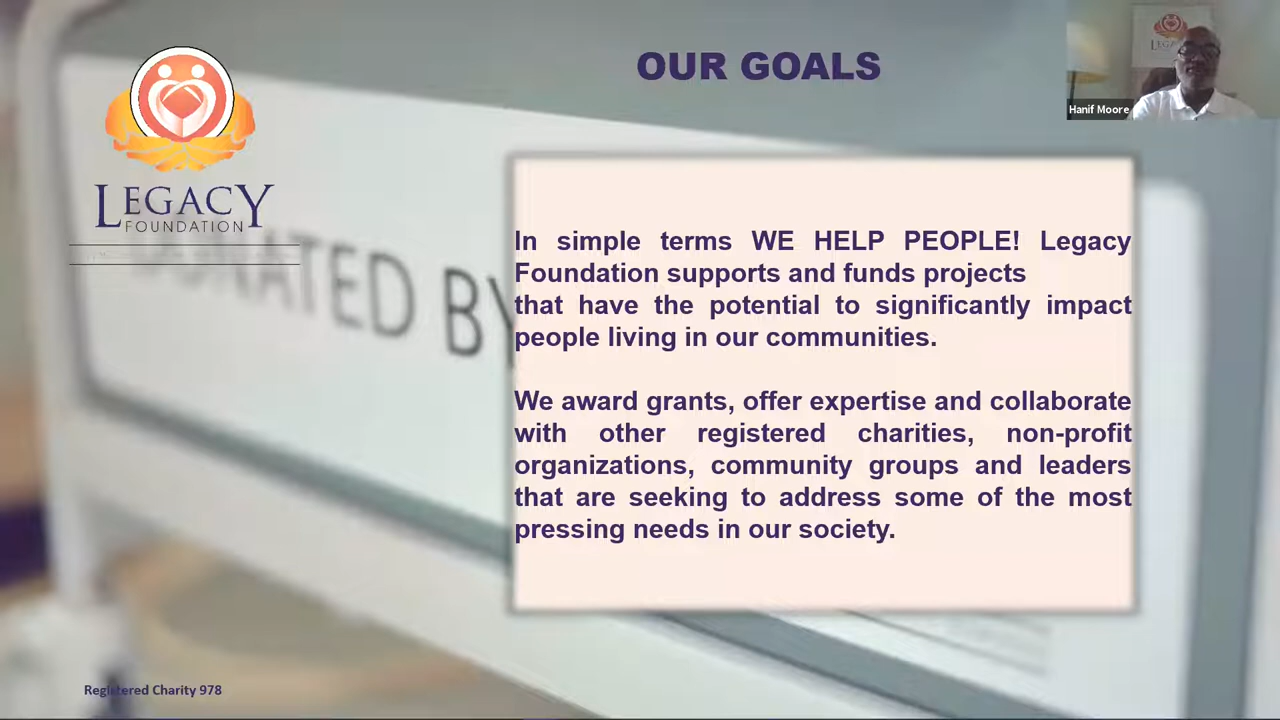 OUR GOALS
LEGACY
Hanif Moore
LEGACY
FOUNDATION
DONATED BY
In simple terms WE HELP PEOPLE! Legacy
Foundation supports and funds projects
that have the potential to significantly impact
people living in our communities.
We award grants, offer expertise and collaborate
with other registered charities, non-profit
organizations, community groups and leaders
that are seeking to address some of the most
pressing needs in our society.
Registered Charity 978